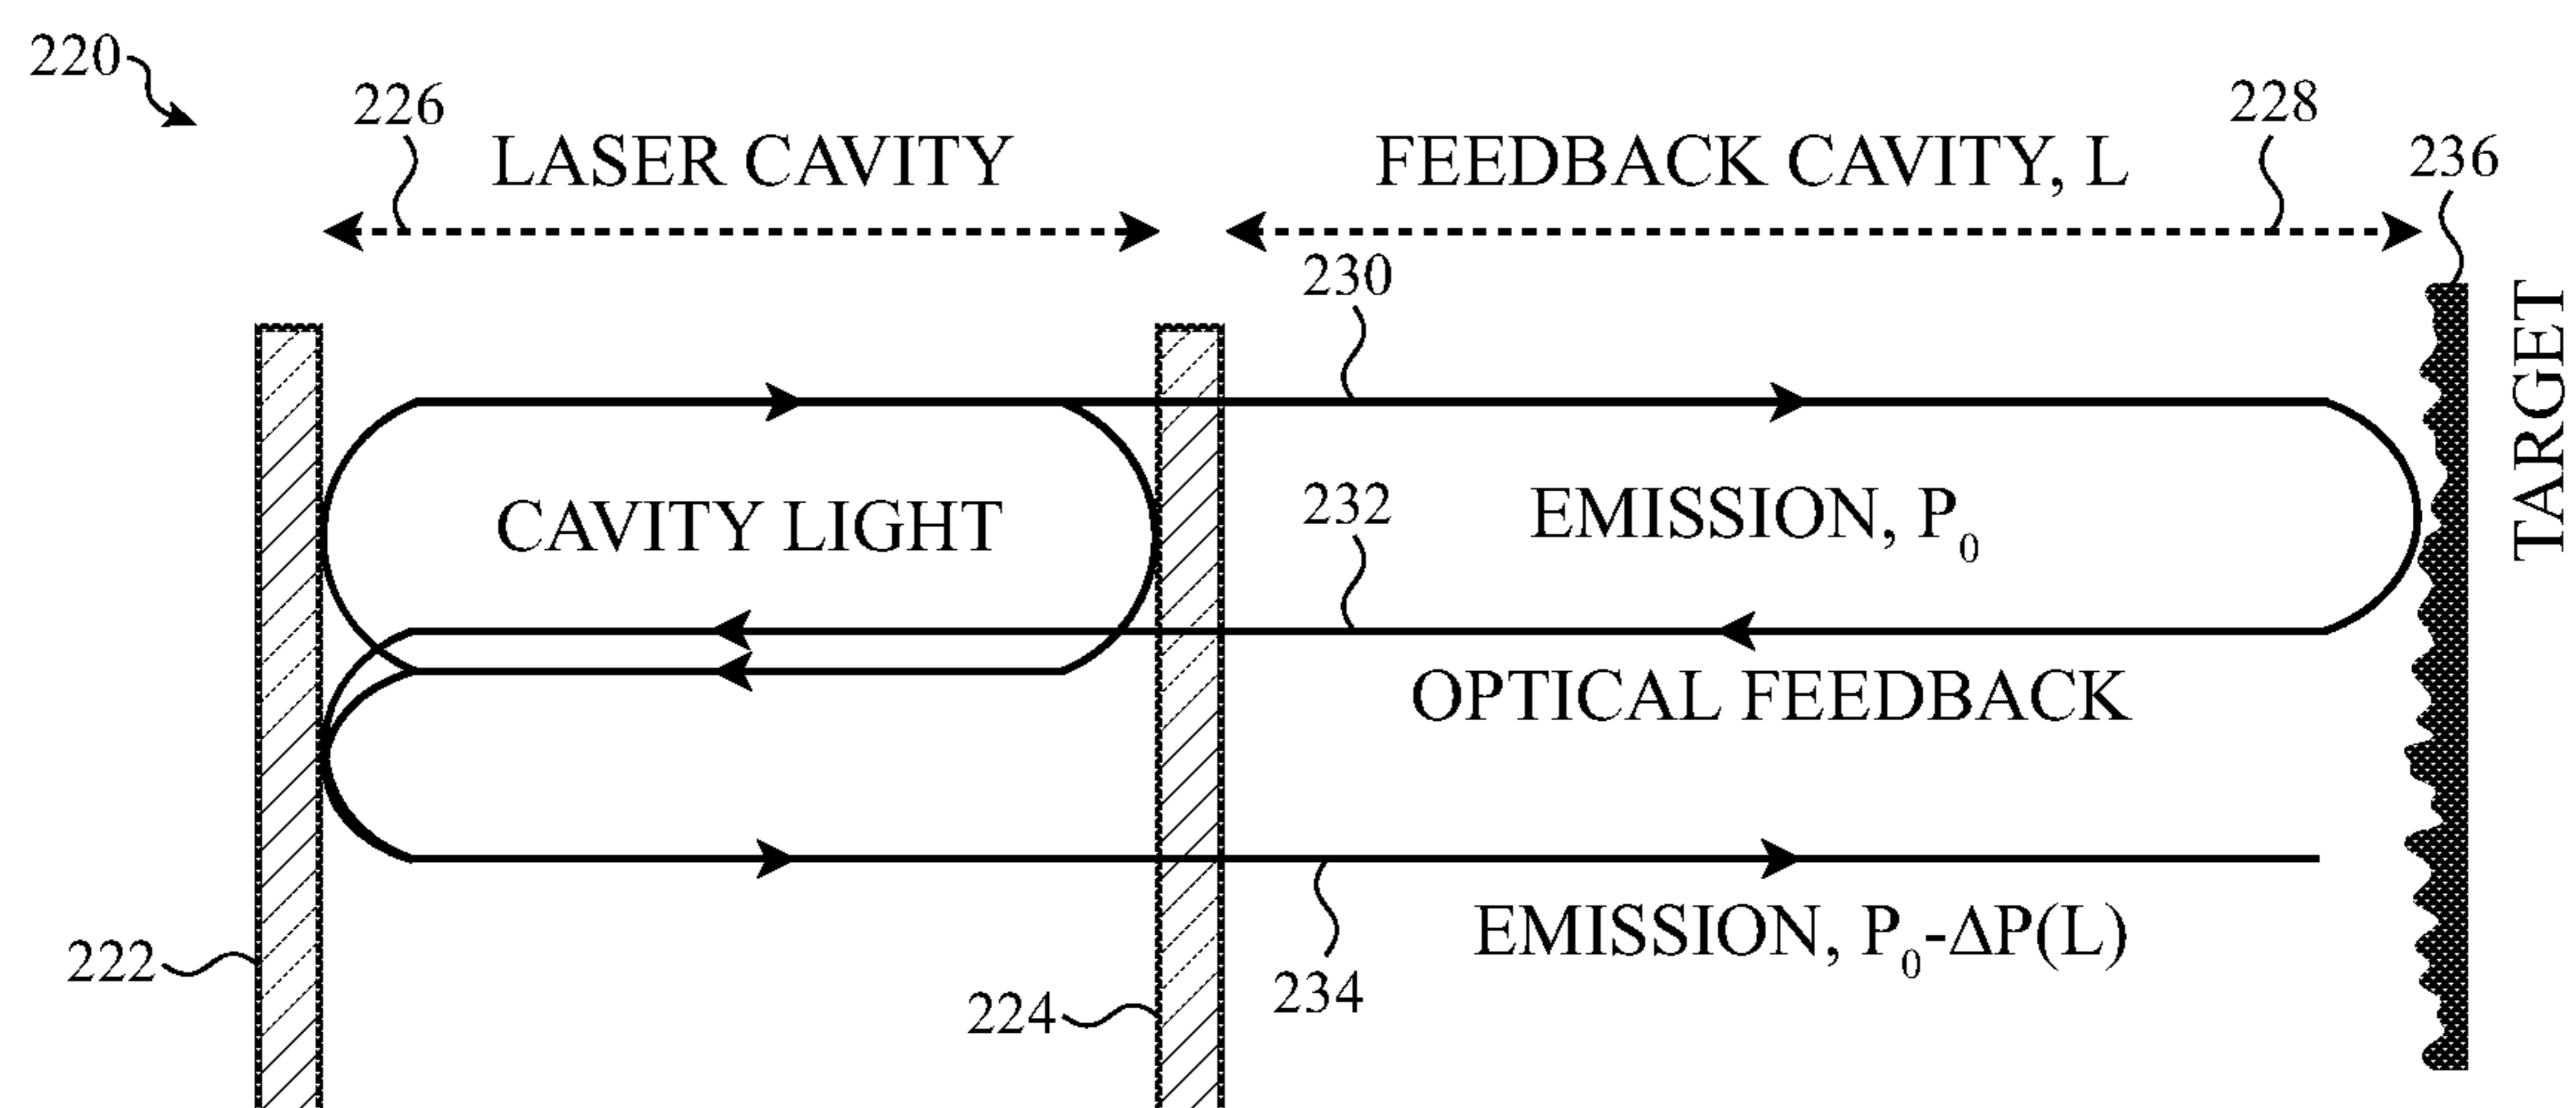 220
226
228
LASER CAVITY
FEEDBACK CAVITY, L
236
230
TARGET
CAVITY LIGHT
232
EMISSION, P₀
OPTICAL FEEDBACK
EMISSION, P₀-ΔP(L)
222
224
234